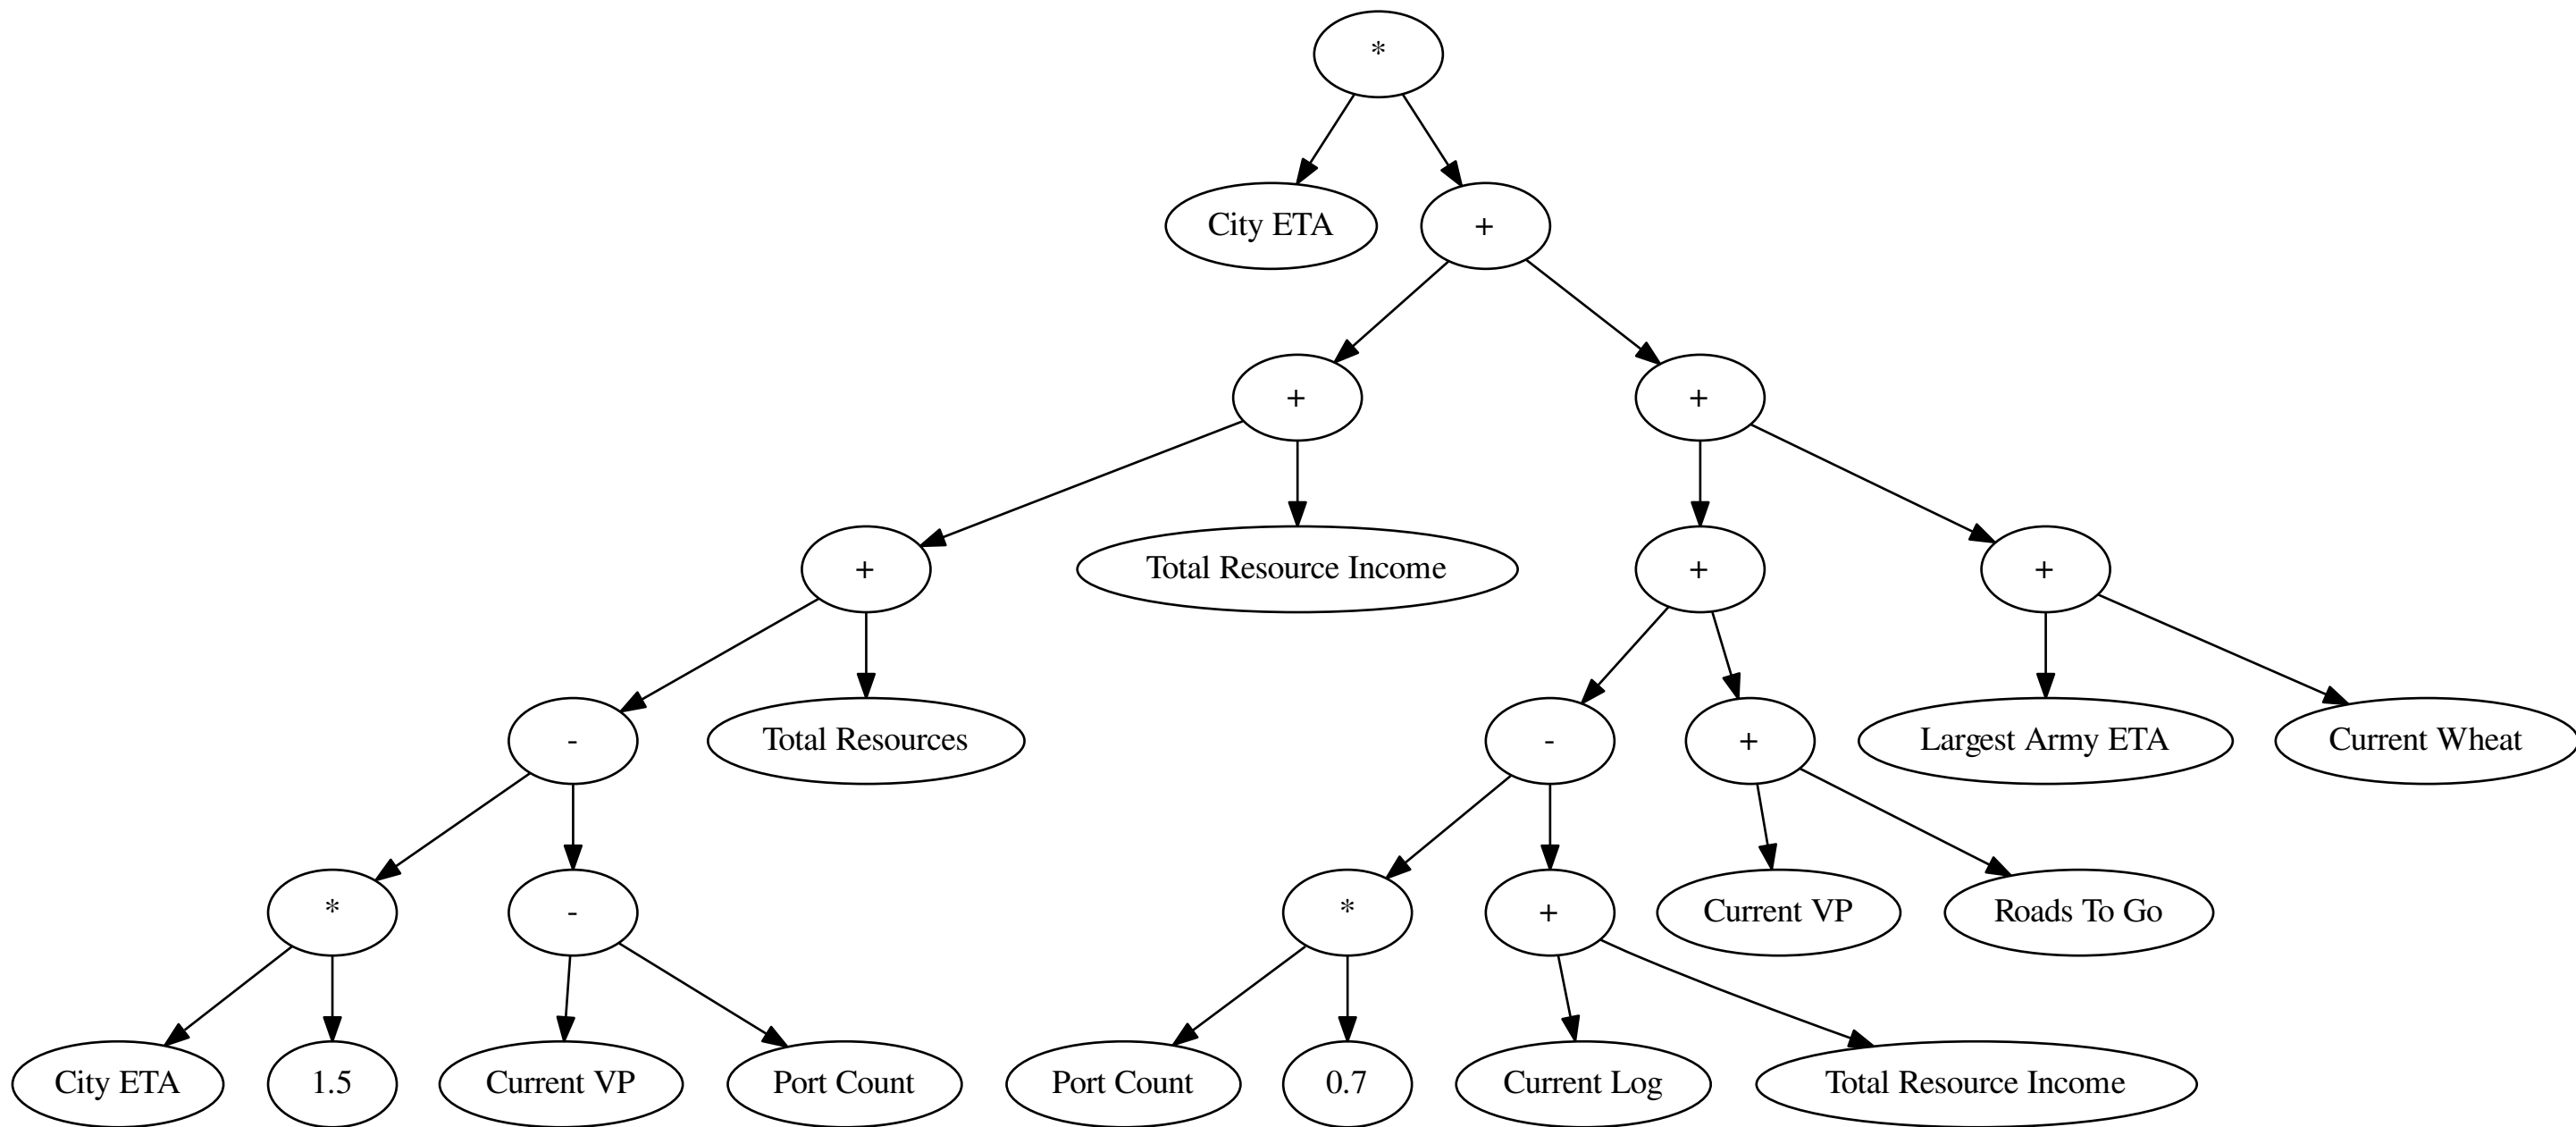 *
City ETA
+
+
+
+
Total Resource Income
+
+
-
Total Resources
-
+
Largest Army ETA
Current Wheat
*
-
*
+
Current VP
Roads To Go
City ETA
1.5
Current VP
Port Count
Port Count
0.7
Current Log
Total Resource Income